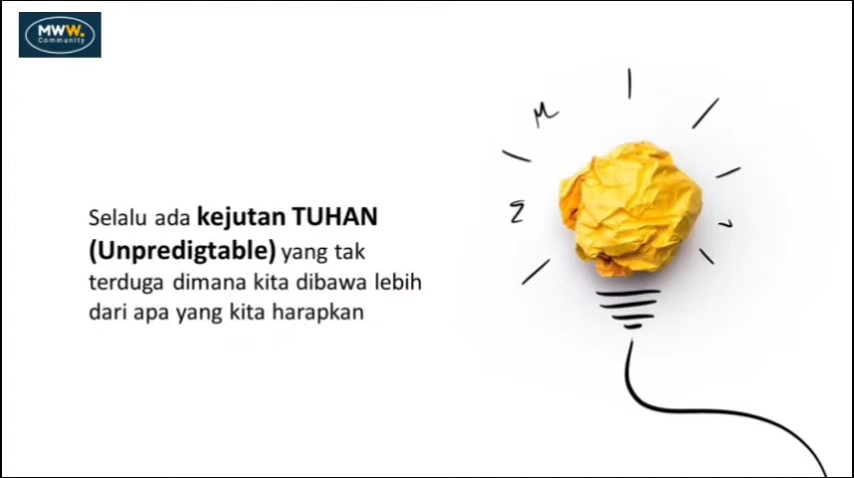 MWW.
Community
Selalu ada kejutan TUHAN
(Unpredigtable) yang tak
terduga dimana kita dibawa lebih
dari apa yang kita harapkan